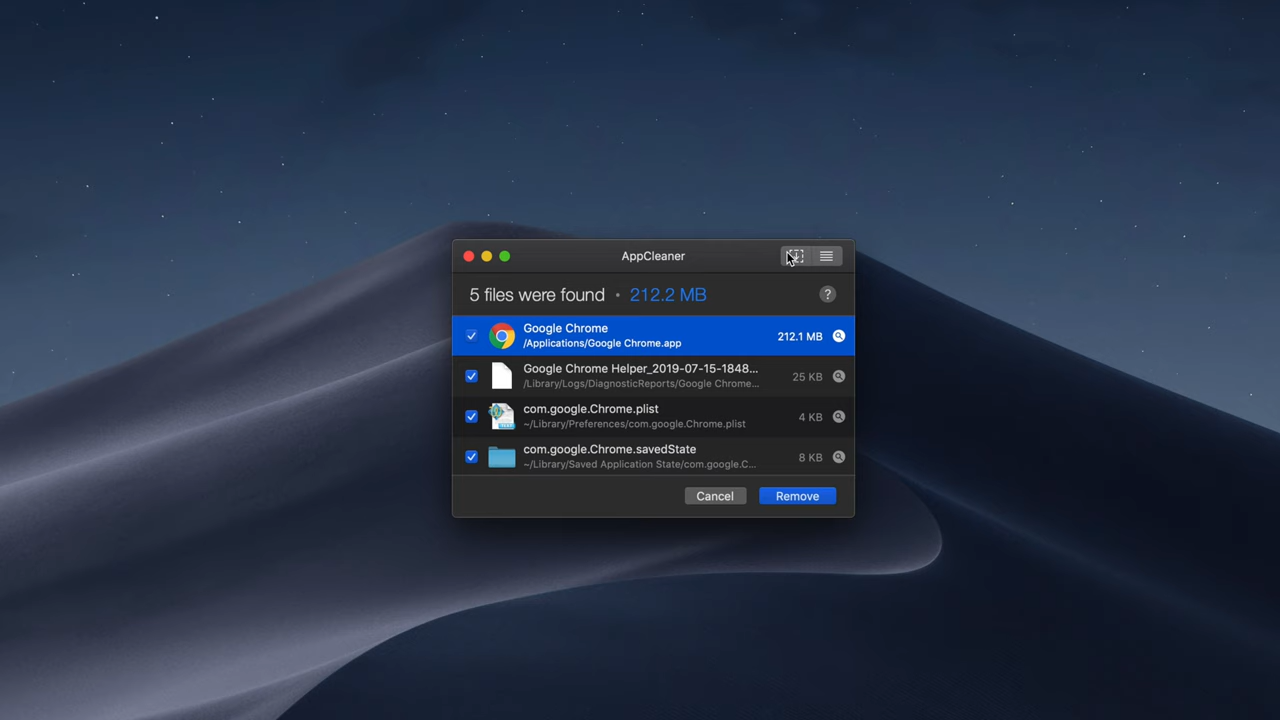 AppCleaner
5 files were found • 212.2 MB
?
Google Chrome
/Applications/Google Chrome.app
212.1 MB
Google Chrome Helper_2019-07-15-1848...
/Library/Logs/DiagnosticReports/Google Chrome...
25 KB
com.google.Chrome.plist
~/Library/Preferences/com.google.Chrome.plist
4 KB
com.google.Chrome.savedState
~/Library/Saved Application State/com.google.C...
8 KB
Cancel
Remove